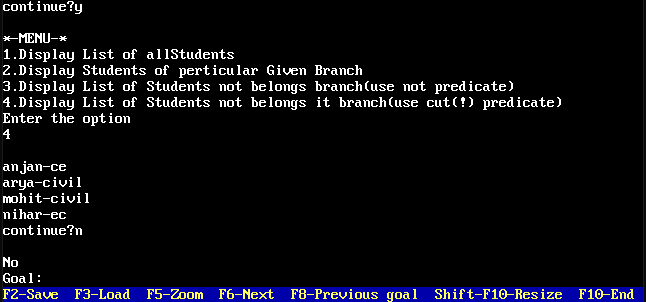 continue?y
*-MENU-*
1.Display List of allStudents
2.Display Students of perticular Given Branch
3.Display List of Students not belongs branch(use not predicate)
4.Display List of Students not belongs it branch(use cut(!) predicate)
Enter the option
4
anjan-ce
arya-civil
mohit-civil
nihar-ec
continue?n
No
Goal:
F2-Save F3-Load F5-Zoom F6-Next F8-Previous goal Shift-F10-Resize F10-End